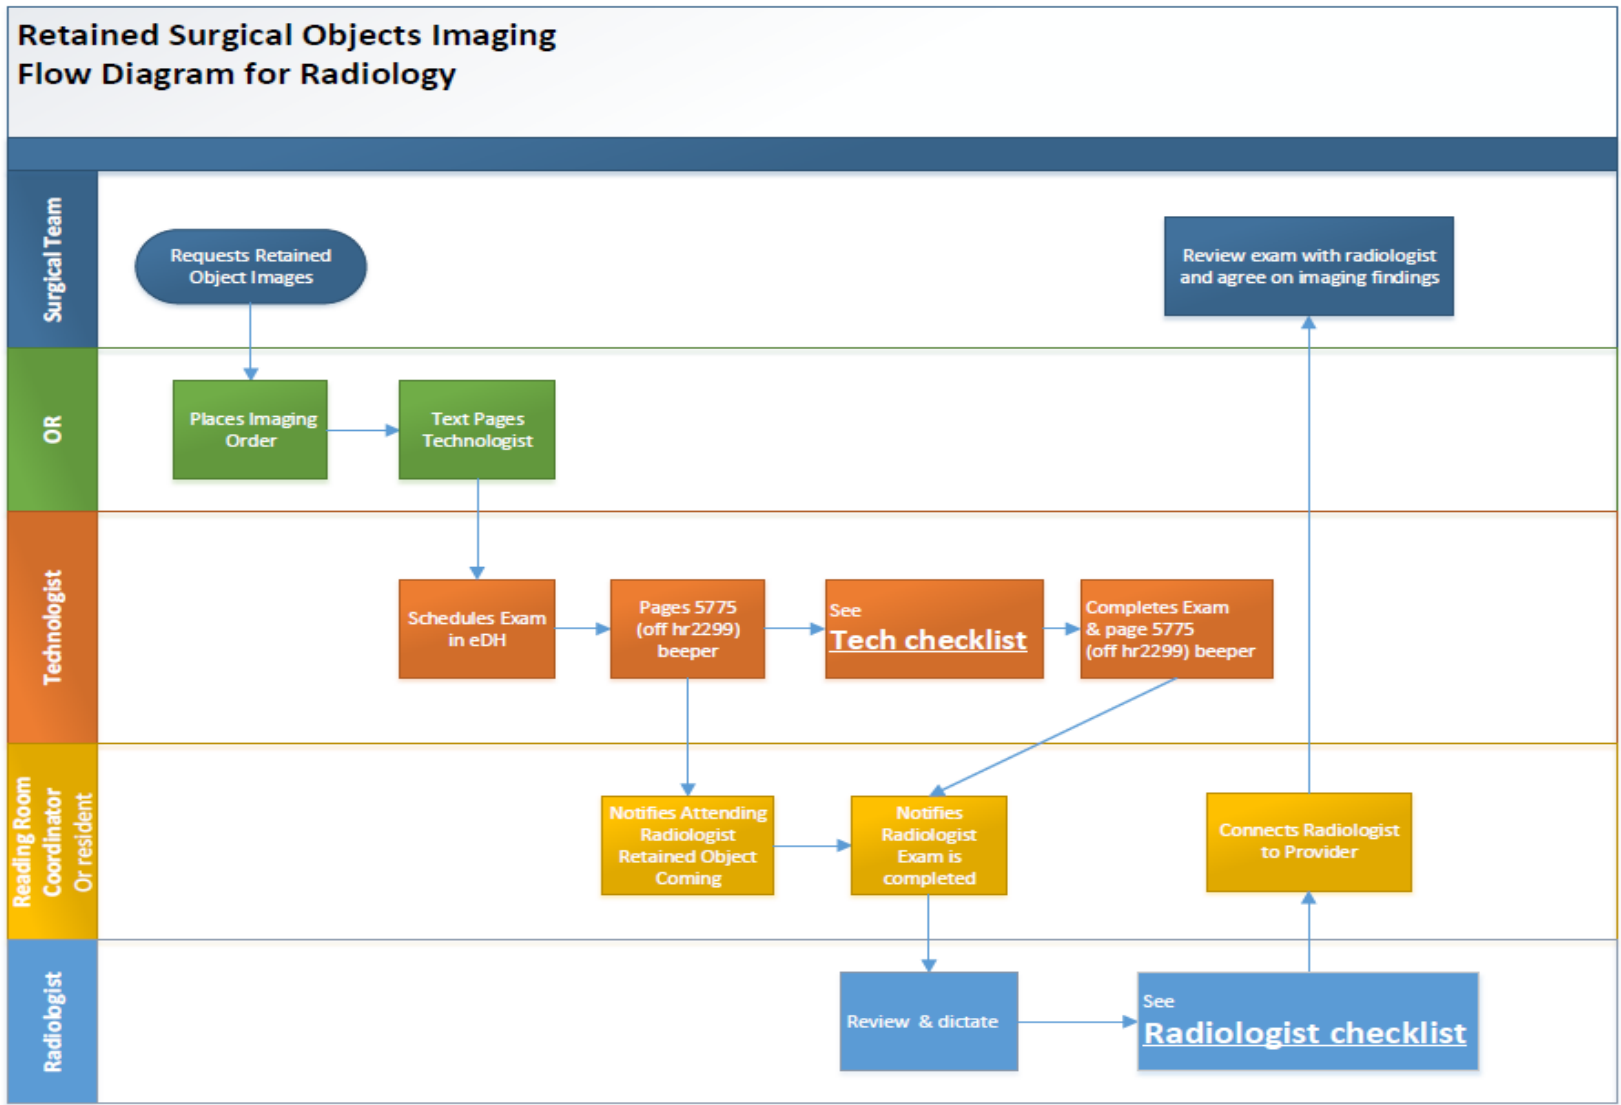 Retained Surgical Objects Imaging
Flow Diagram for Radiology
Surgical Team
Requests Retained
Object Images
Review exam with radiologist
and agree on imaging findings
OR
Places Imaging
Order
Text Pages
Technologist
Technologist
Schedules Exam
in eDH
Pages 5775
(off hr2299)
beeper
See
Tech checklist
Completes Exam
& page 5775
(off hr2299) beeper
Reading Room
Coordinator
Or resident
Notifies Attending
Radiologist
Retained Object
Coming
Notifies
Radiologist
Exam is
completed
Connects Radiologist
to Provider
Radiologist
Review & dictate
See
Radiologist checklist